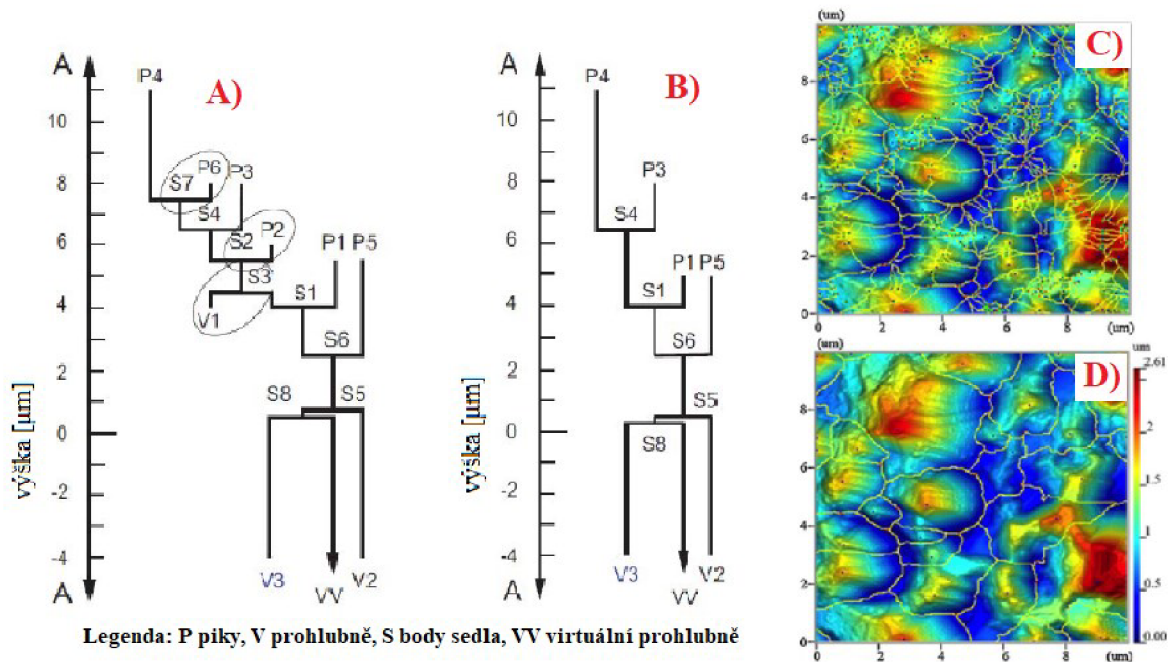 A)
A
P4
10
P6
P3
S7
8
S4
P2
S2
6
P1 P5
S3
S1
4
V1
S6
2
S8 S5
0
-2
-4
V3 VV V2
A
výška [µm]
B)
A
P4
10
P3
8
S4
6
P1 P5
S1
4
S6
2
S5
0
S8
-2
-4
V3 VV V2
A
výška [µm]
C)
(um)
8
6
4
2
0
0 2 4 6 8
(um)
D)
(um)
8
6
4
2
0
0 2 4 6 8
(um)
um
2.61
2
1.5
1
0.5
0.00
Legenda: P piky, V prohlubně, S body sedla, VV virtuální prohlubně